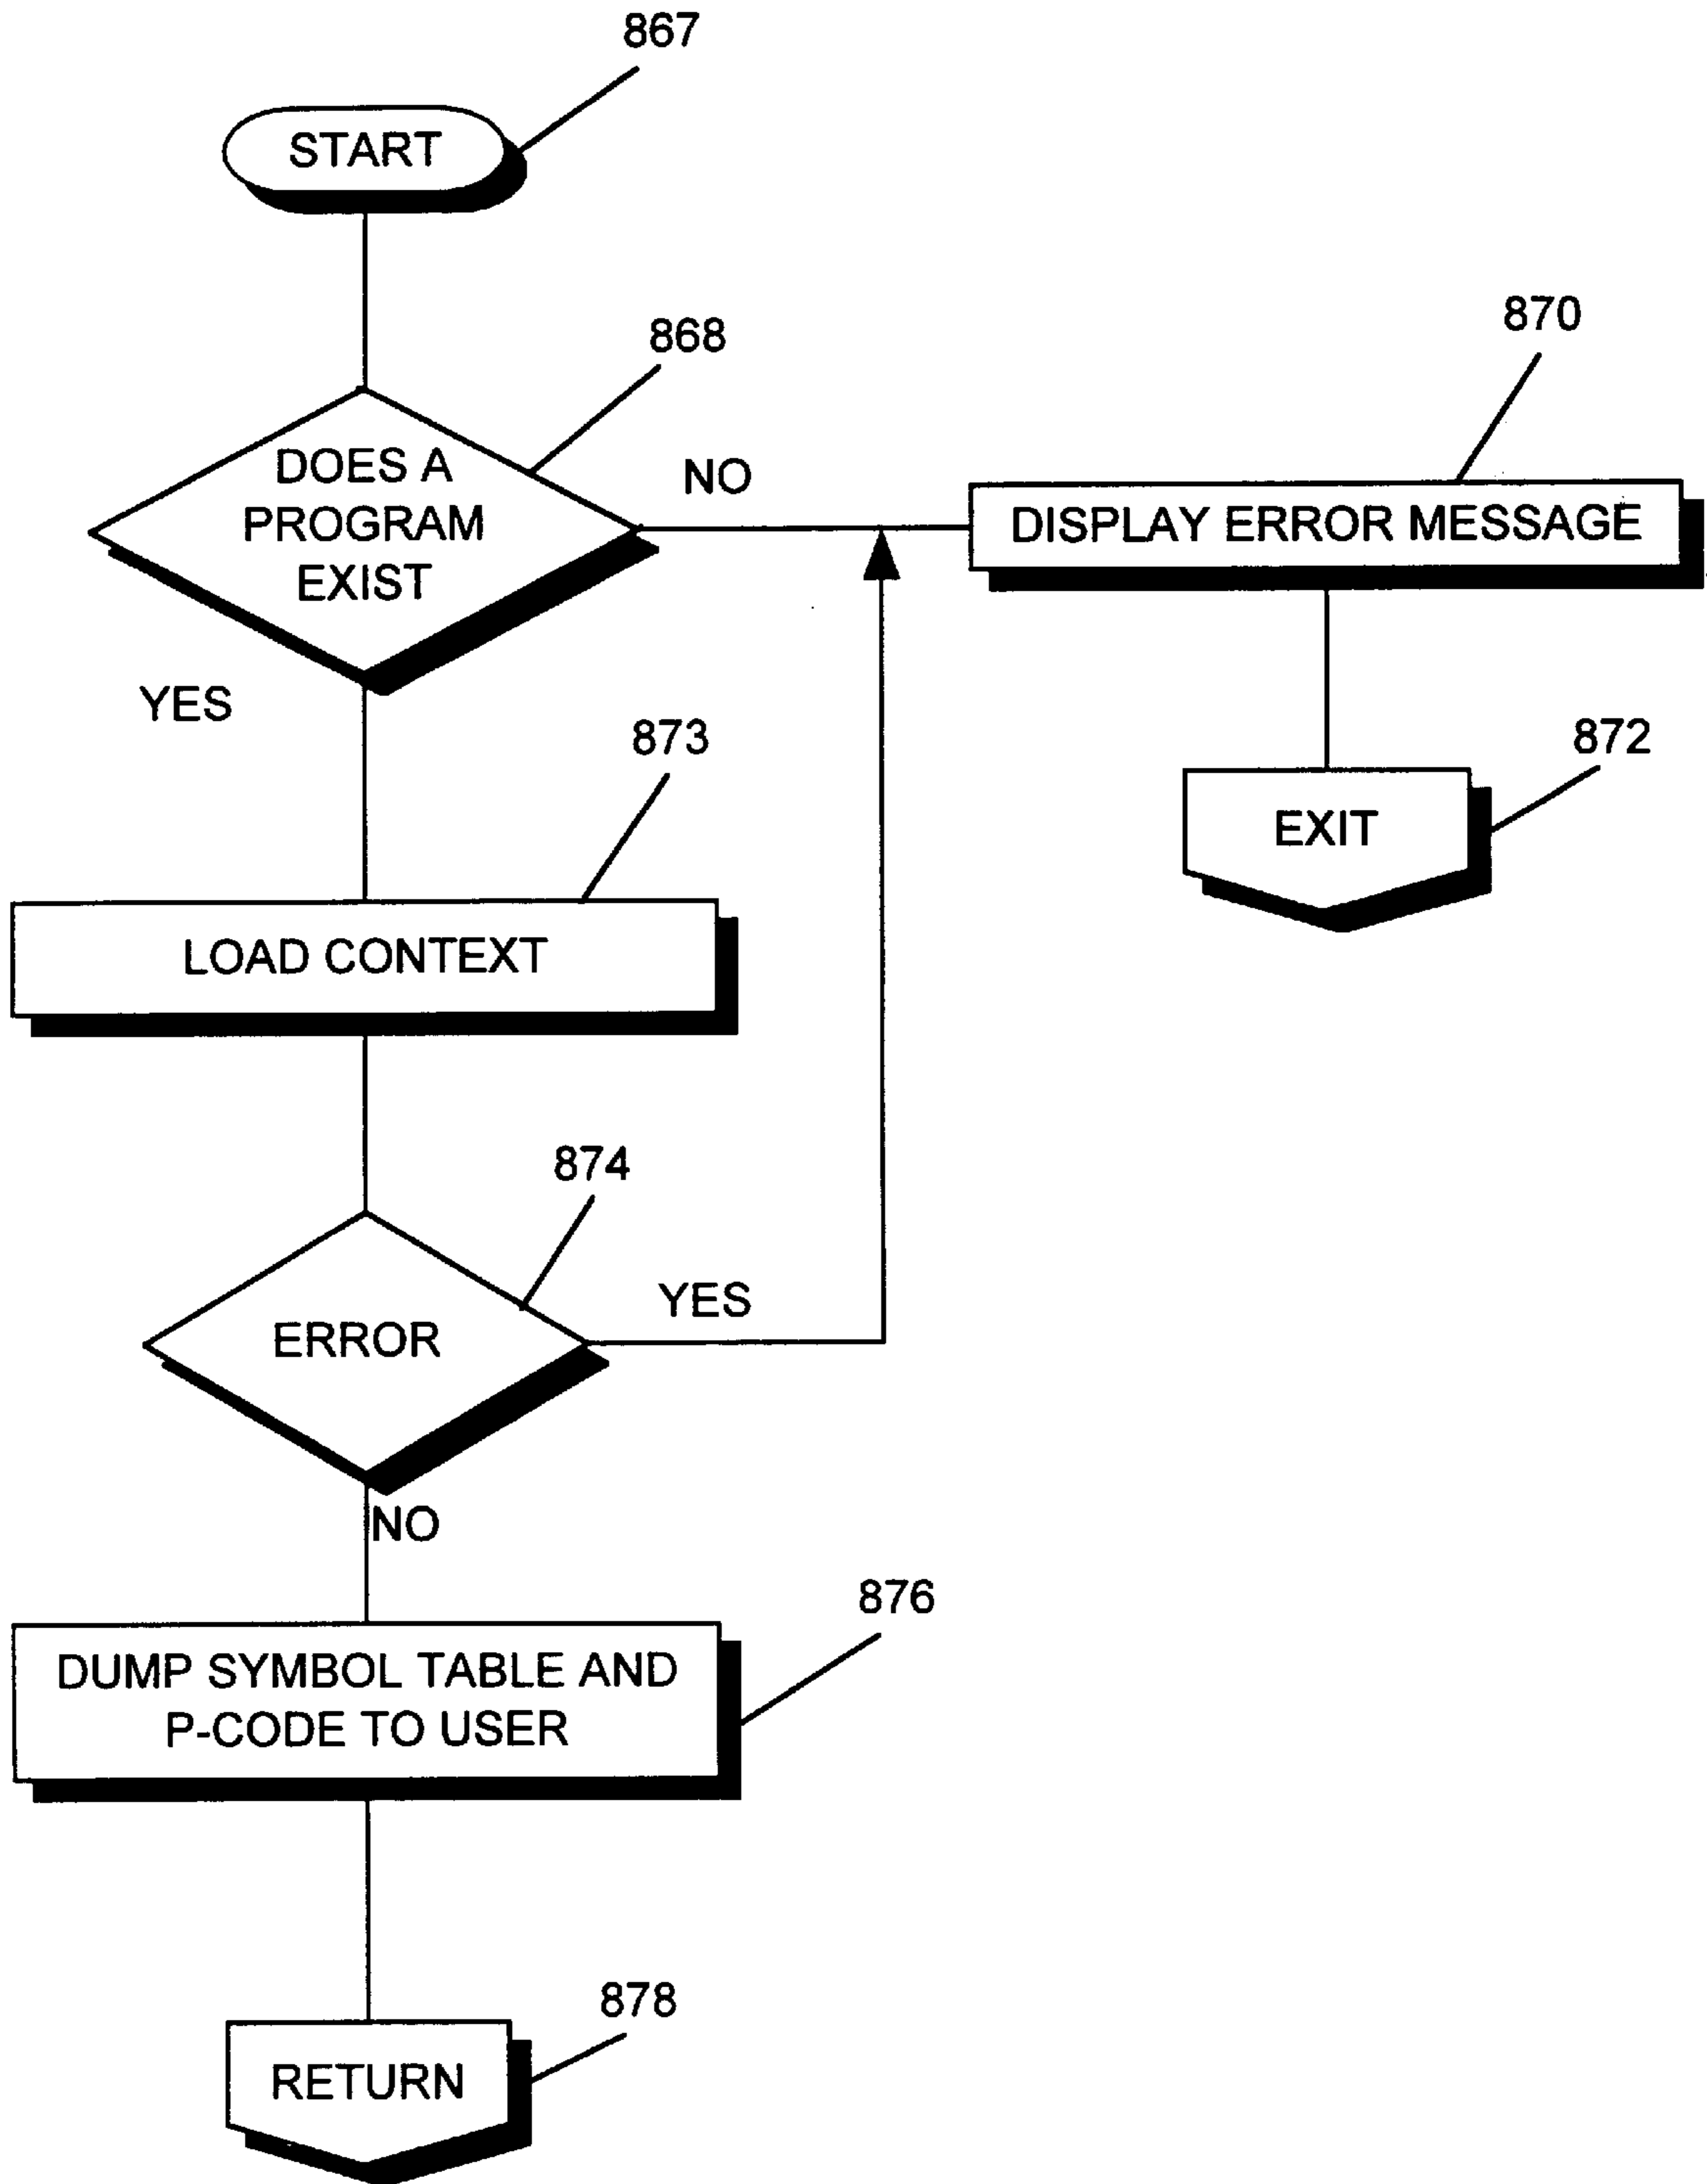 867
START
868
870
DOES A
PROGRAM
EXIST
NO
DISPLAY ERROR MESSAGE
YES
873
872
EXIT
LOAD CONTEXT
874
YES
ERROR
NO
876
DUMP SYMBOL TABLE AND
P-CODE TO USER
878
RETURN